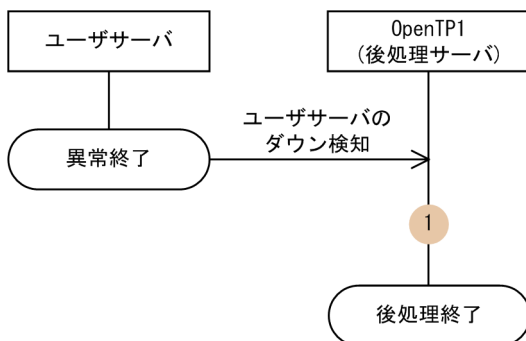 ユーザサーバ
OpenTP1
(後処理サーバ)
ユーザサーバの
ダウン検知
異常終了
1
後処理終了